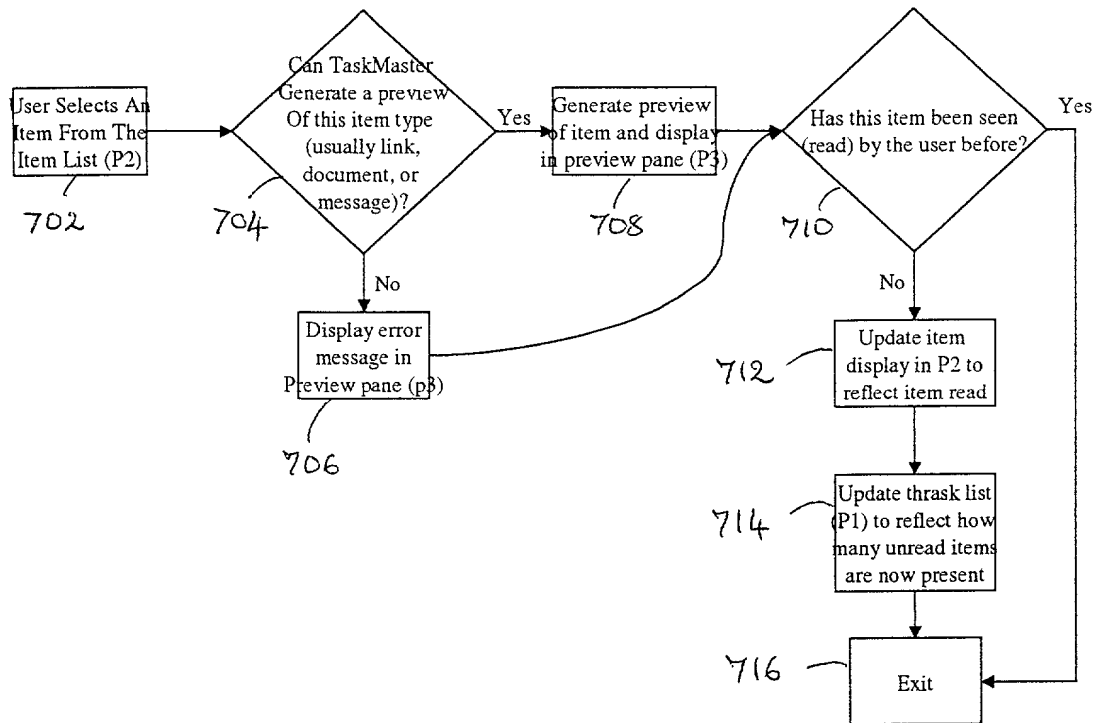 User Selects An
Item From The
Item List (P2)
702
Can TaskMaster
Generate a preview
Of this item type
(usually link,
document, or
message)?
704
Yes
No
Display error
message in
Preview pane (p3)
706
Generate preview
of item and display
in preview pane (P3)
708
Has this item been seen
(read) by the user before?
710
Yes
No
Update item
display in P2 to
reflect item read
712
Update thrask list
(P1) to reflect how
many unread items
are now present
714
Exit
716